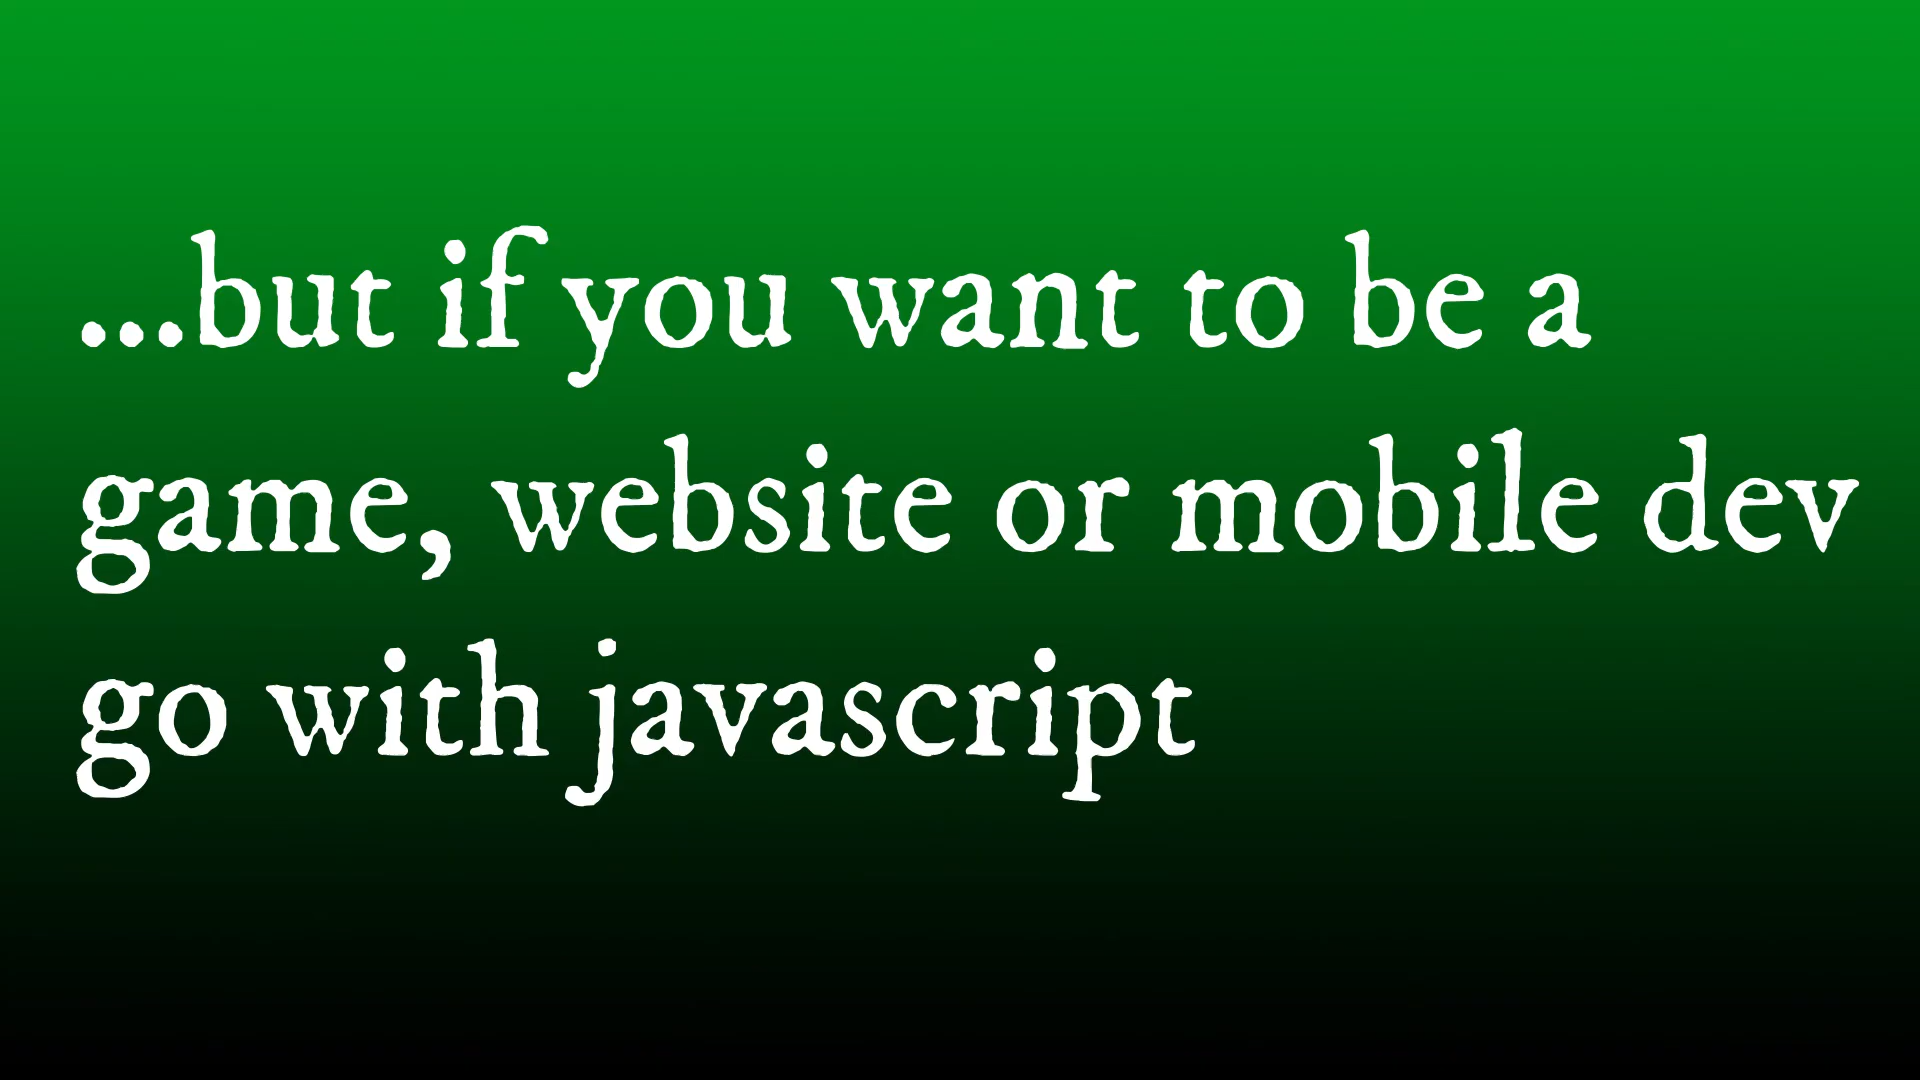 ...but if you want to be a
game, website or mobile dev
go with javascript